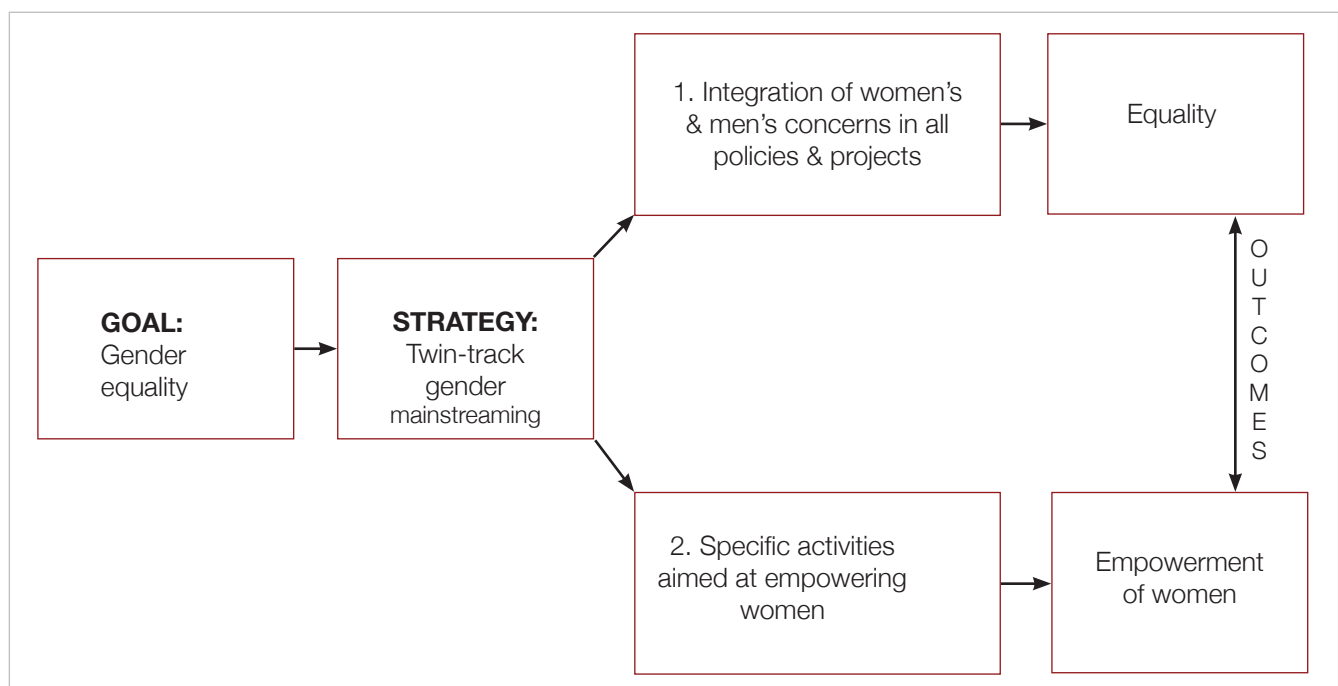 GOAL:
Gender
equality
STRATEGY:
Twin-track
gender
mainstreaming
1. Integration of women’s
& men’s concerns in all
policies & projects
Equality
2. Specific activities
aimed at empowering
women
Empowerment
of women
OUTCOMES